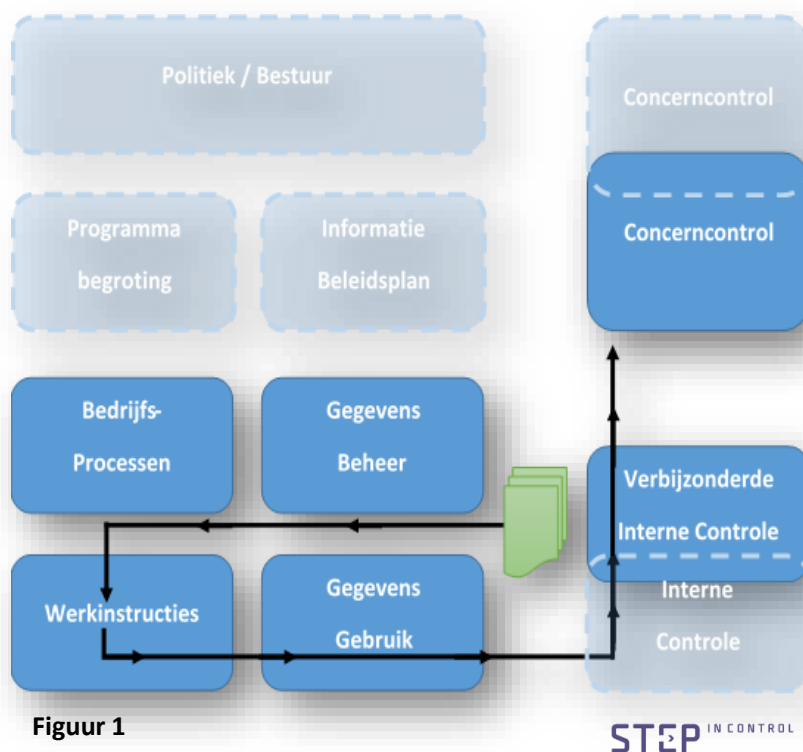 Politiek / Bestuur
Concerncontrol
Programma
begroting
Informatie
Beleidsplan
Concerncontrol
Bedrijfs-
Processen
Gegevens
Beheer
Verbijzonderde
Interne Controle
Werkinstructies
Gegevens
Gebruik
Interne
Controle
Figuur 1
STEP IN CONTROL